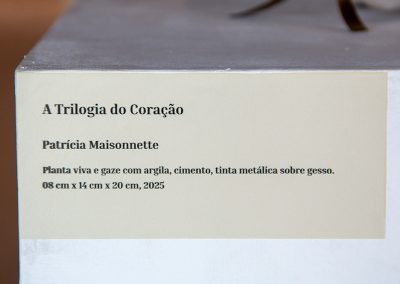 A Trilogia do Coração
Patrícia Maisonnette
Planta viva e gaze com argila, cimento, tinta metálica sobre gesso.
08 cm x 14 cm x 20 cm, 2025